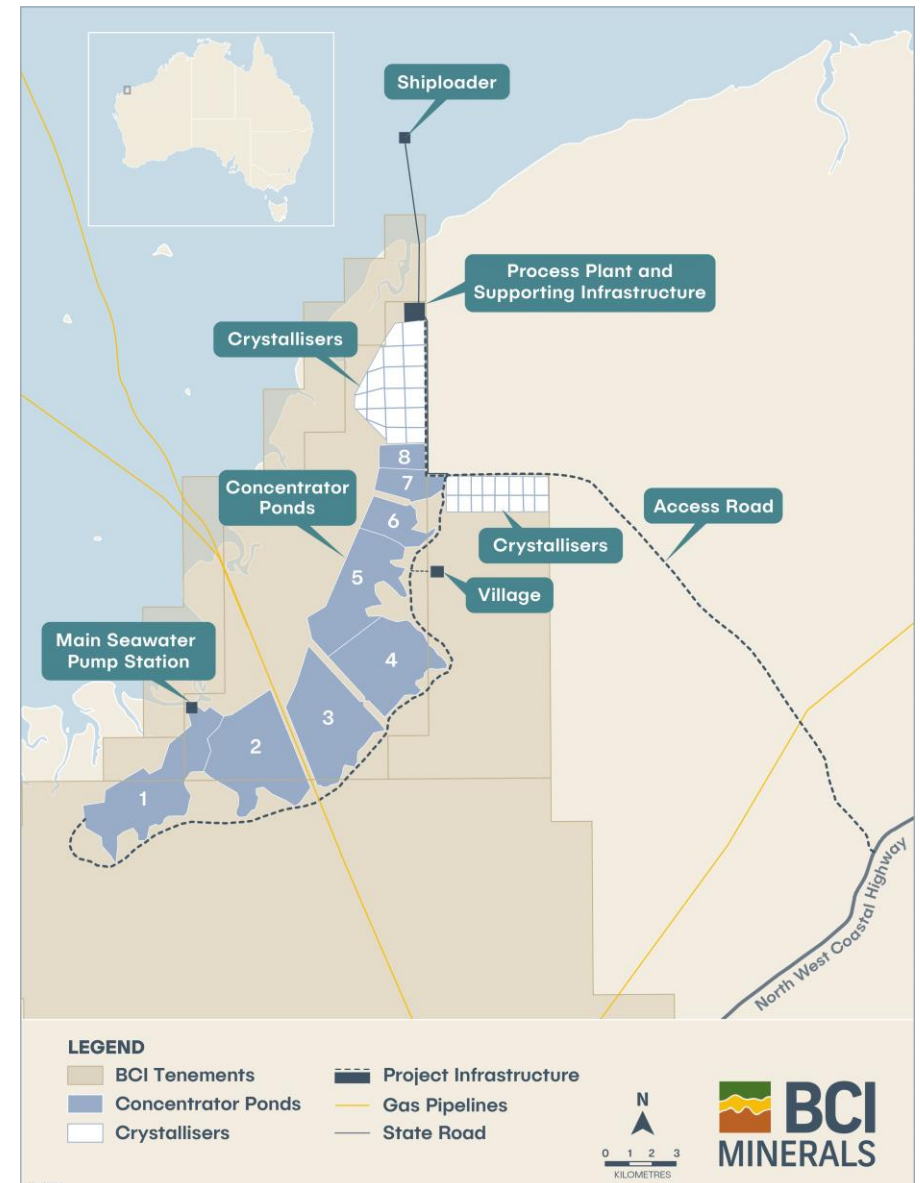 Shiploader
Process Plant and
Supporting Infrastructure
Crystallisers
8
7
Concentrator
Ponds
6
Access Road
Crystallisers
5
Village
Main Seawater
Pump Station
4
3
2
1
North West Coastal Highway
LEGEND
BCI Tenements
Concentrator Ponds
Crystallisers
Project Infrastructure
Gas Pipelines
State Road
N
0 1 2 3
KILOMETRES
BCI
MINERALS